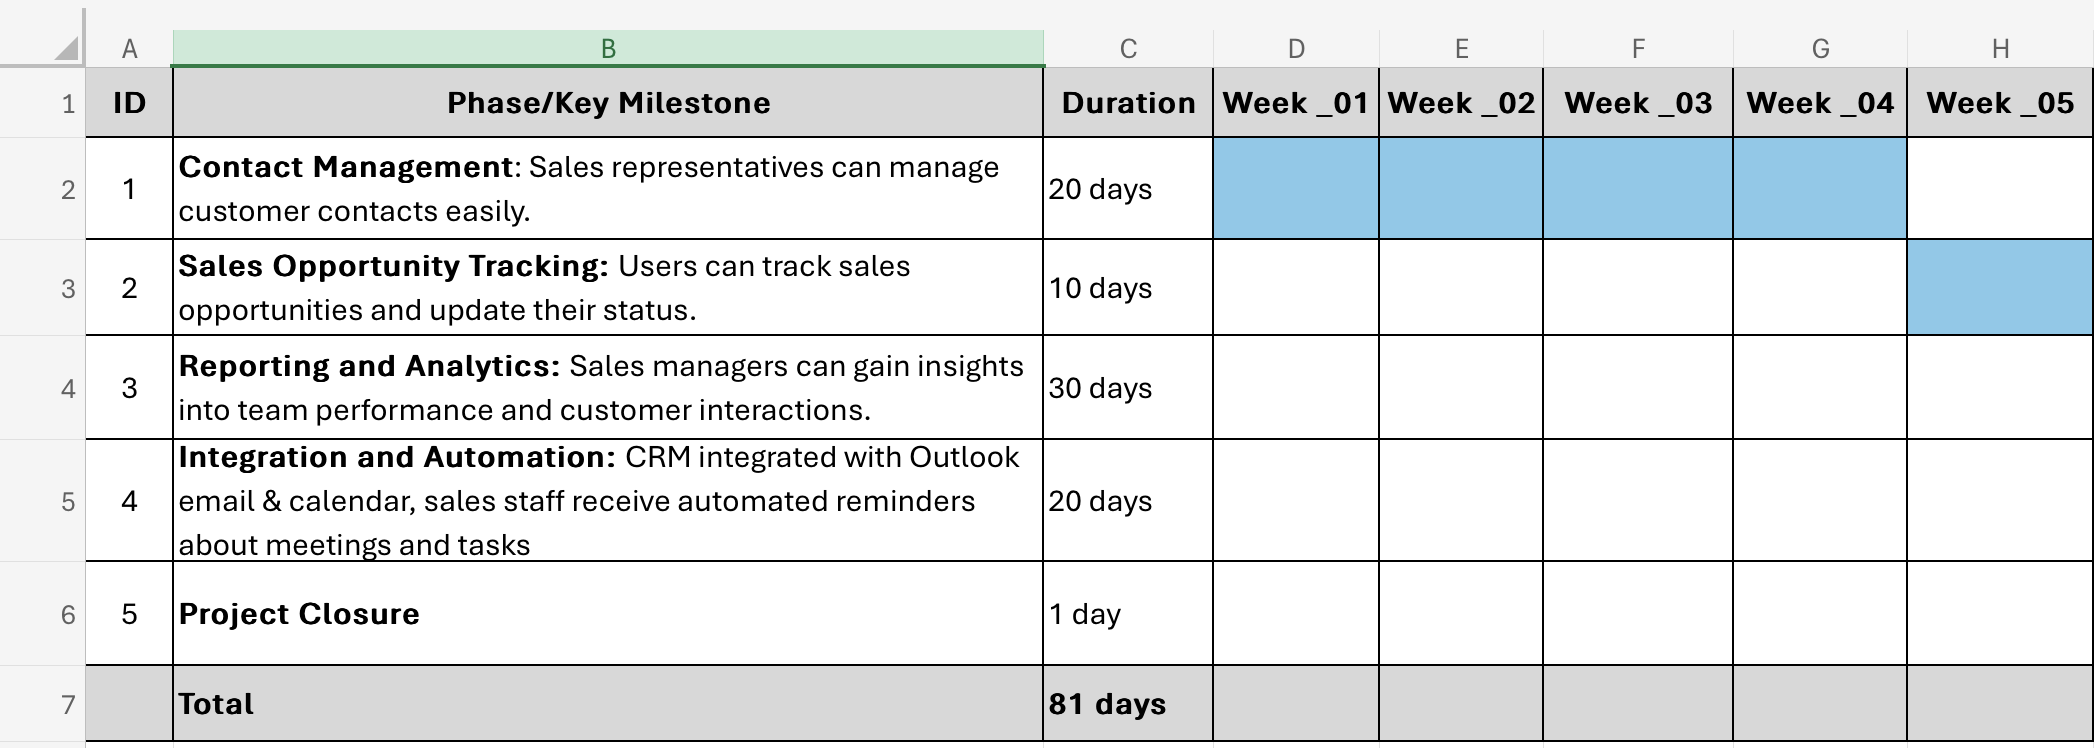 A B C D E F G H
1 ID Phase/Key Milestone Duration Week _01 Week _02 Week _03 Week _04 Week _05
2 1 Contact Management: Sales representatives can manage
customer contacts easily.
20 days
3 2 Sales Opportunity Tracking: Users can track sales
opportunities and update their status.
10 days
4 3 Reporting and Analytics: Sales managers can gain insights
into team performance and customer interactions.
30 days
5 4 Integration and Automation: CRM integrated with Outlook
email & calendar, sales staff receive automated reminders
about meetings and tasks
20 days
6 5 Project Closure 1 day
7 Total 81 days